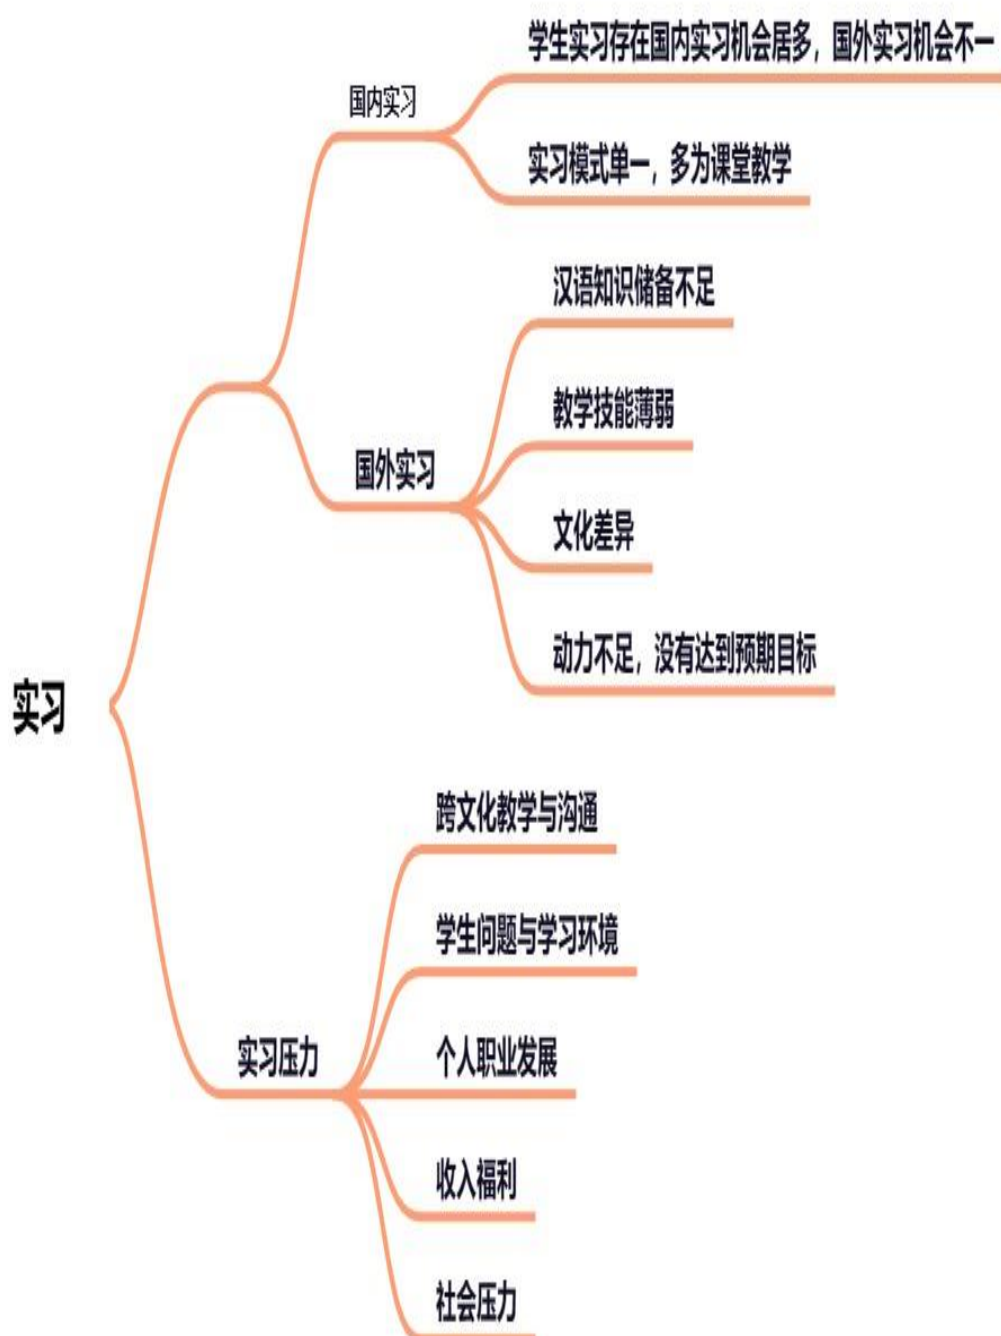 实习
国内实习
学生实习存在国内实习机会居多，国外实习机会不一
实习模式单一，多为课堂教学
国外实习
汉语知识储备不足
教学技能薄弱
文化差异
动力不足，没有达到预期目标
实习压力
跨文化教学与沟通
学生问题与学习环境
个人职业发展
收入福利
社会压力